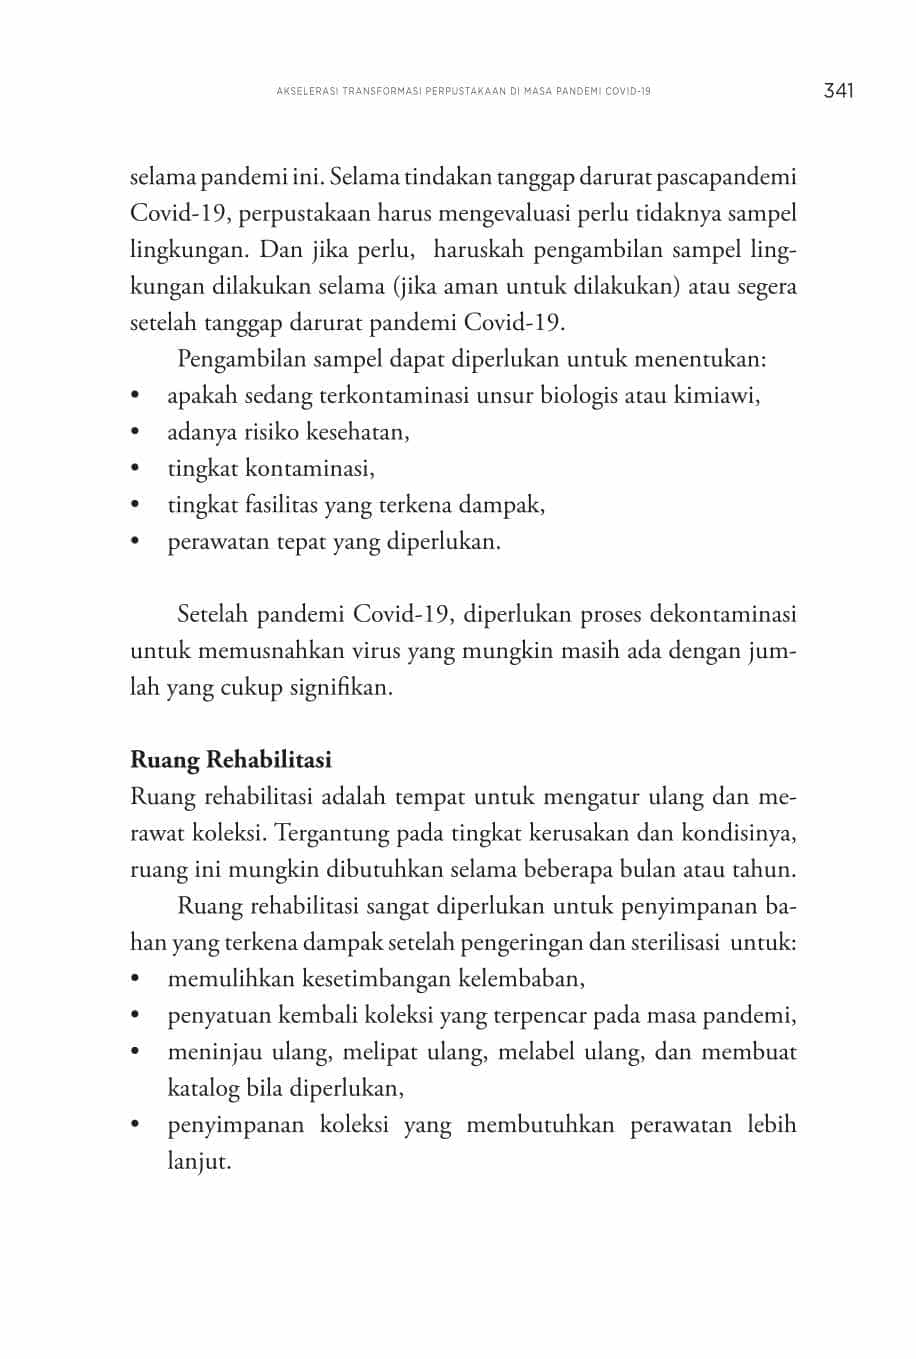 AKSELERASI TRANSFORMASI PERPUSTAKAAN DI MASA PANDEMI COVID-19 341
selama pandemi ini. Selama tindakan tanggap darurat pascapandemi
Covid-19, perpustakaan harus mengevaluasi perlu tidaknya sampel
lingkungan. Dan jika perlu, haruskah pengambilan sampel ling-
kungan dilakukan selama (jika aman untuk dilakukan) atau segera
setelah tanggap darurat pandemi Covid-19.
Pengambilan sampel dapat diperlukan untuk menentukan:
• apakah sedang terkontaminasi unsur biologis atau kimiawi,
• adanya risiko kesehatan,
• tingkat kontaminasi,
• tingkat fasilitas yang terkena dampak,
• perawatan tepat yang diperlukan.
Setelah pandemi Covid-19, diperlukan proses dekontaminasi
untuk memusnahkan virus yang mungkin masih ada dengan jum-
lah yang cukup signifikan.
Ruang Rehabilitasi
Ruang rehabilitasi adalah tempat untuk mengatur ulang dan me-
rawat koleksi. Tergantung pada tingkat kerusakan dan kondisinya,
ruang ini mungkin dibutuhkan selama beberapa bulan atau tahun.
Ruang rehabilitasi sangat diperlukan untuk penyimpanan ba-
han yang terkena dampak setelah pengeringan dan sterilisasi untuk:
• memulihkan kesetimbangan kelembaban,
• penyatuan kembali koleksi yang terpencar pada masa pandemi,
• meninjau ulang, melipat ulang, melabel ulang, dan membuat
katalog bila diperlukan,
• penyimpanan koleksi yang membutuhkan perawatan lebih
lanjut.